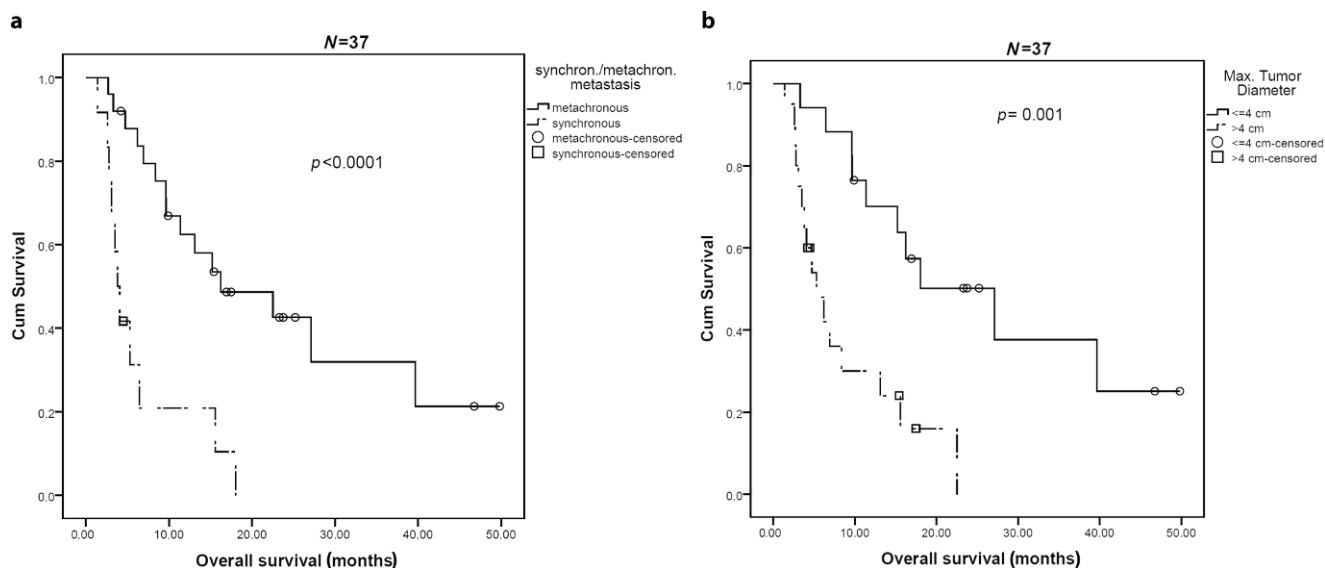 a
N=37
synchron./metachron.
metastasis
metachronous
synchronous
metachronous-censored
synchronous-censored
p<0.0001
Cum Survival
1.0
0.8
0.6
0.4
0.2
0.0
0.00 10.00 20.00 30.00 40.00 50.00
Overall survival (months)
b
N=37
Max. Tumor
Diameter
<=4 cm
>4 cm
<=4 cm-censored
>4 cm-censored
p= 0.001
Cum Survival
1.0
0.8
0.6
0.4
0.2
0.0
0.00 10.00 20.00 30.00 40.00 50.00
Overall survival (months)